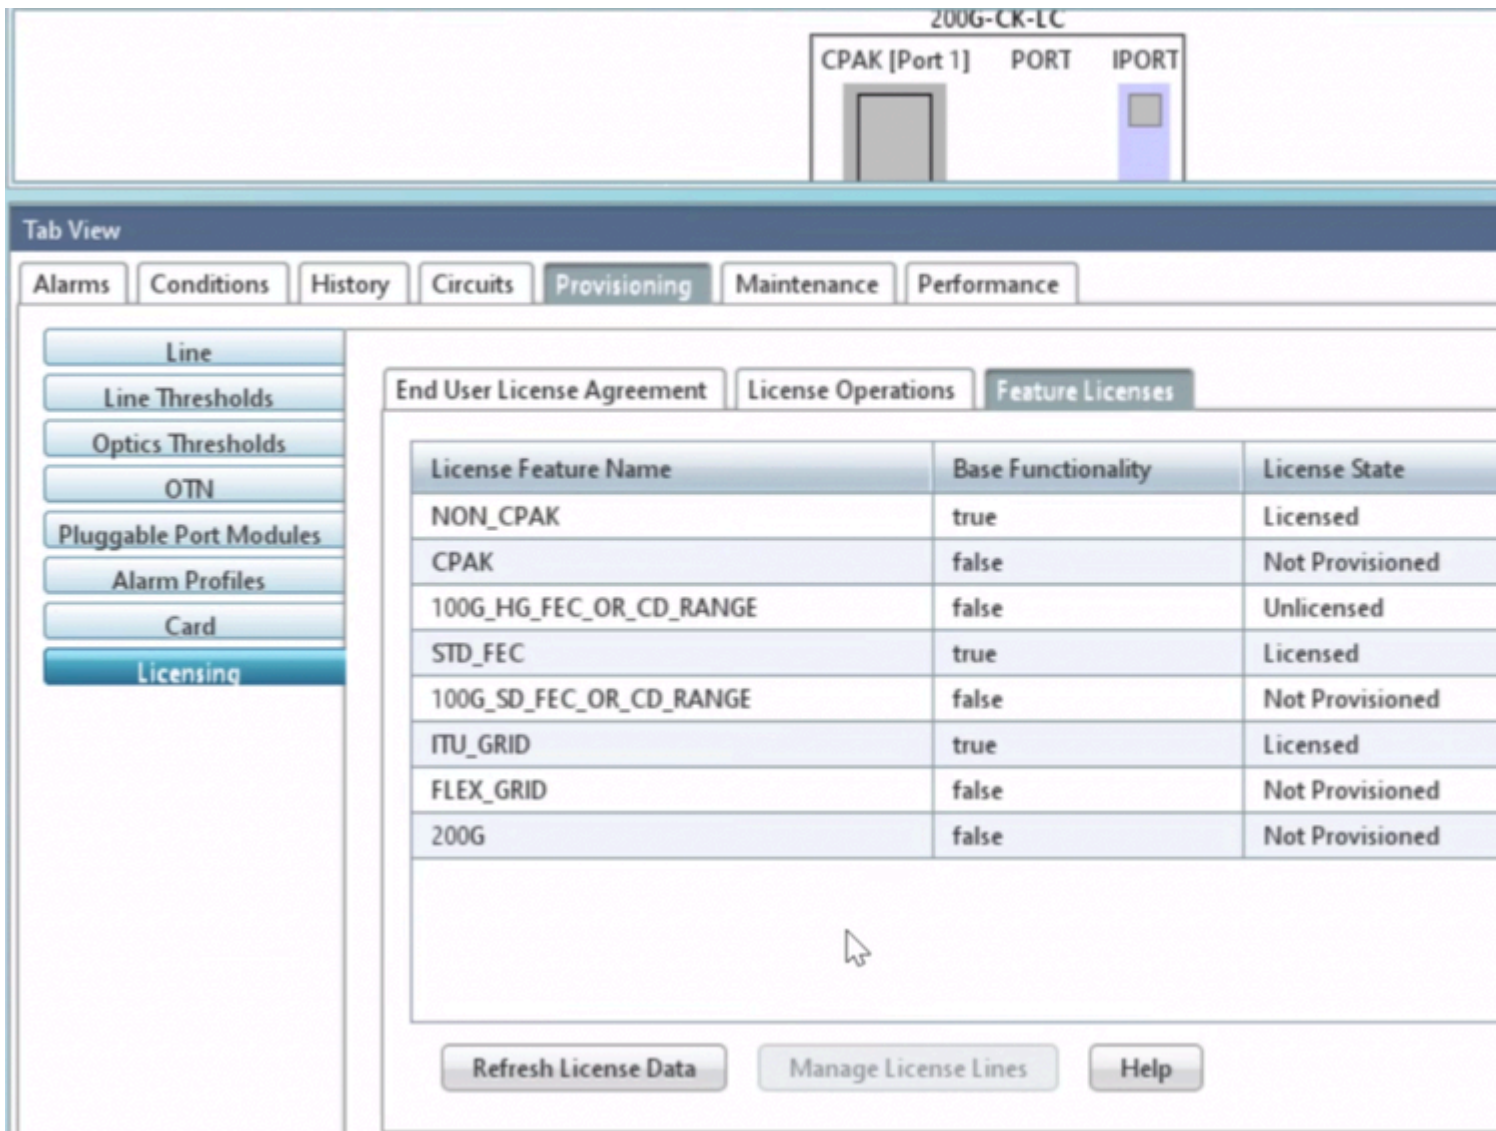 200G-CK-LC
CPAK [Port 1] PORT IPORT
Tab View
Alarms Conditions History Circuits Provisioning Maintenance Performance
Line
Line Thresholds
Optics Thresholds
OTN
Pluggable Port Modules
Alarm Profiles
Card
Licensing
End User License Agreement License Operations Feature Licenses
License Feature Name Base Functionality License State
NON_CPAK true Licensed
CPAK false Not Provisioned
100G_HG_FEC_OR_CD_RANGE false Unlicensed
STD_FEC true Licensed
100G_SD_FEC_OR_CD_RANGE false Not Provisioned
ITU_GRID true Licensed
FLEX_GRID false Not Provisioned
200G false Not Provisioned
Refresh License Data Manage License Lines Help